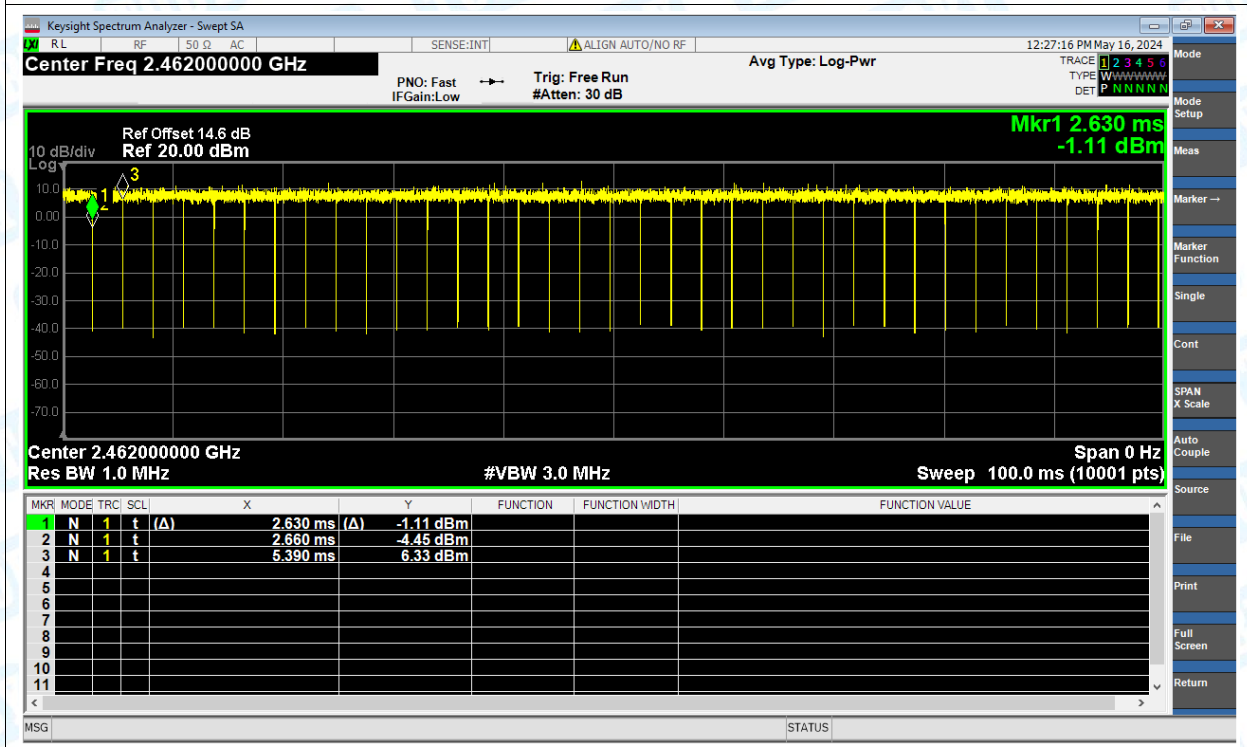 Keysight Spectrum Analyzer - Swept SA
LXI RL RF 50 Ω AC SENSE:INT ALIGN AUTO/NO RF 12:27:16 PM May 16, 2024
Center Freq 2.462000000 GHz
PNO: Fast
IFGain:Low
Trig: Free Run
#Atten: 30 dB
Avg Type: Log-Pwr
TRACE 1 2 3 4 5 6
TYPE WWWWWW
DET P N N N N N
Mkr1 2.630 ms
-1.11 dBm
Ref Offset 14.6 dB
10 dB/div Ref 20.00 dBm
Log
10.0
0.00
-10.0
-20.0
-30.0
-40.0
-50.0
-60.0
-70.0
1
2
3
Center 2.462000000 GHz Span 0 Hz
Res BW 1.0 MHz #VBW 3.0 MHz Sweep 100.0 ms (10001 pts)
MKR MODE TRC SCL X Y FUNCTION FUNCTION WIDTH FUNCTION VALUE
1 N 1 t (Δ) 2.630 ms (Δ) -1.11 dBm
2 N 1 t 2.660 ms -4.45 dBm
3 N 1 t 5.390 ms 6.33 dBm
4
5
6
7
8
9
10
11
MSG STATUS
Mode
Mode
Setup
Meas
Marker →
Marker
Function
Single
Cont
SPAN
X Scale
Auto
Couple
Source
File
Print
Full
Screen
Return